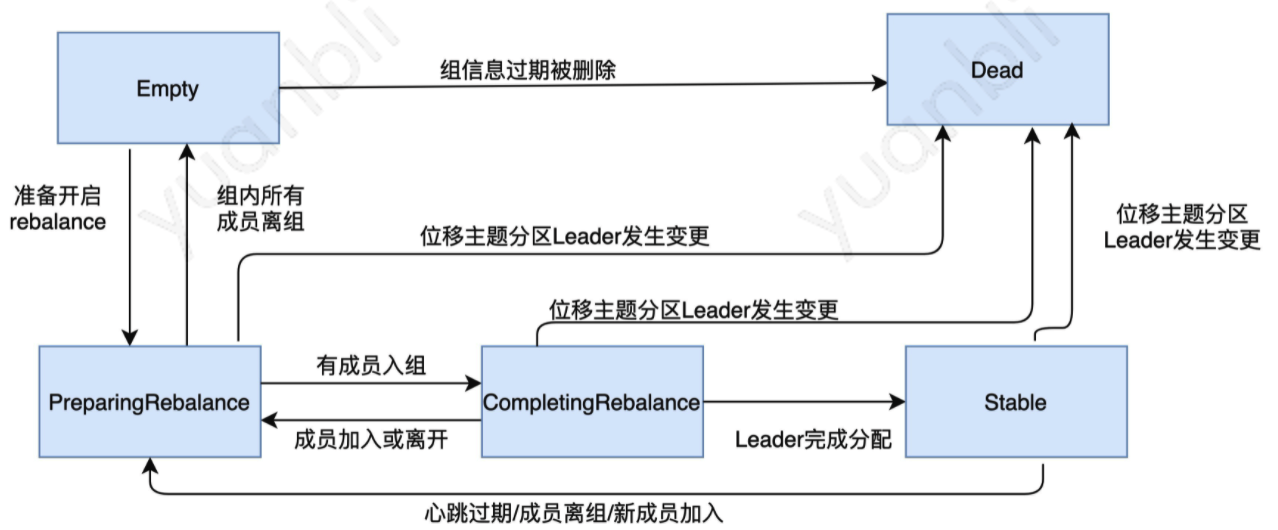 yuanbli
yuanbli
Empty
组信息过期被删除
Dead
准备开启
rebalance
组内所有
成员离组
位移主题分区Leader发生变更
位移主题分区
Leader发生变更
位移主题分区Leader发生变更
PreparingRebalance
有成员入组
成员加入或离开
CompletingRebalance
Leader完成分配
Stable
心跳过期/成员离组/新成员加入